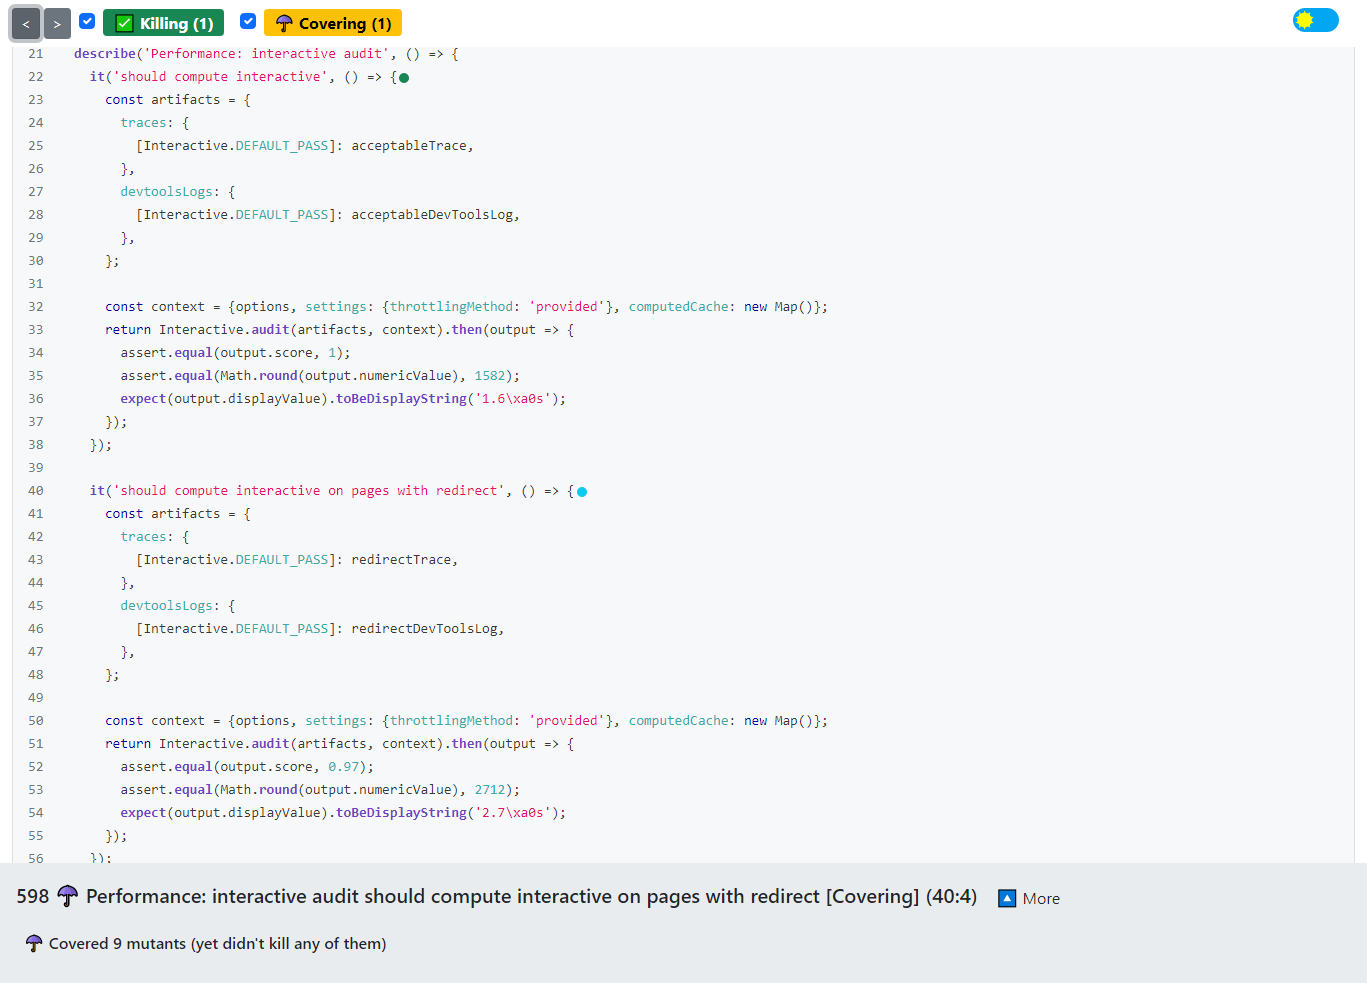 < > Killing (1) Covering (1)
21 describe('Performance: interactive audit', () => {
22 it('should compute interactive', () => {
23 const artifacts = {
24 traces: {
25 [Interactive.DEFAULT_PASS]: acceptableTrace,
26 },
27 devtoolsLogs: {
28 [Interactive.DEFAULT_PASS]: acceptableDevToolsLog,
29 },
30 };
31
32 const context = {options, settings: {throttlingMethod: 'provided'}, computedCache: new Map()};
33 return Interactive.audit(artifacts, context).then(output => {
34 assert.equal(output.score, 1);
35 assert.equal(Math.round(output.numericValue), 1582);
36 expect(output.displayValue).toBeDisplayString('1.6\xa0s');
37 });
38 });
39
40 it('should compute interactive on pages with redirect', () => {
41 const artifacts = {
42 traces: {
43 [Interactive.DEFAULT_PASS]: redirectTrace,
44 },
45 devtoolsLogs: {
46 [Interactive.DEFAULT_PASS]: redirectDevToolsLog,
47 },
48 };
49
50 const context = {options, settings: {throttlingMethod: 'provided'}, computedCache: new Map()};
51 return Interactive.audit(artifacts, context).then(output => {
52 assert.equal(output.score, 0.97);
53 assert.equal(Math.round(output.numericValue), 2712);
54 expect(output.displayValue).toBeDisplayString('2.7\xa0s');
55 });
56 });
598 Performance: interactive audit should compute interactive on pages with redirect [Covering] (40:4) More
Covered 9 mutants (yet didn't kill any of them)